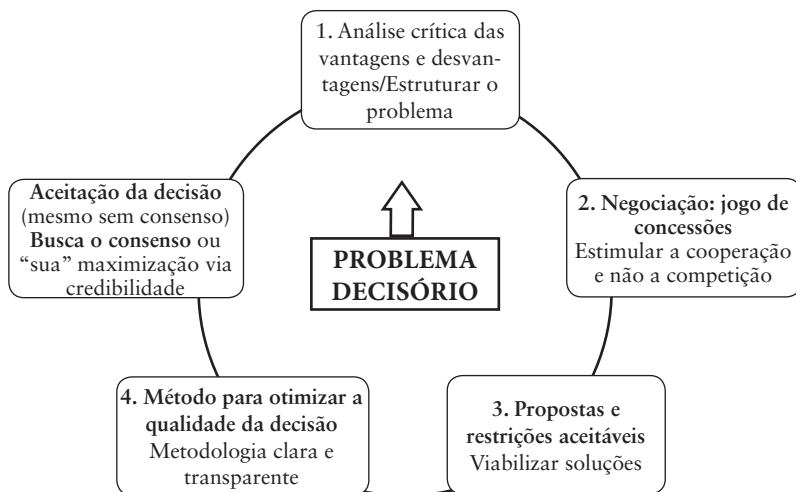 1. Análise crítica das
vantagens e desvan-
tagens/Estruturar o
problema
2. Negociação: jogo de
concessões
Estimular a cooperação
e não a competição
3. Propostas e
restrições aceitáveis
Viabilizar soluções
4. Método para otimizar a
qualidade da decisão
Metodologia clara e
transparente
Aceitação da decisão
(mesmo sem consenso)
Busca o consenso ou
“sua” maximização via
credibilidade
PROBLEMA
DECISÓRIO